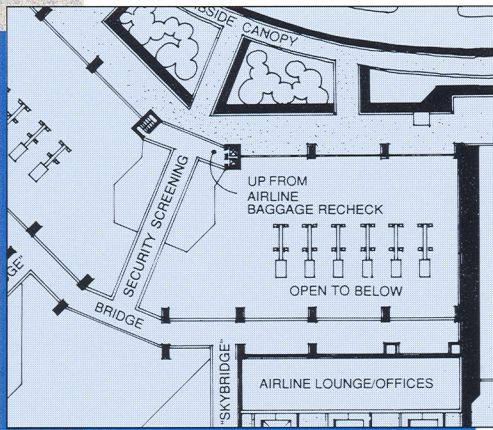 CANOPY
SECURITY SCREENING
UP FROM
AIRLINE
BAGGAGE RECHECK
OPEN TO BELOW
BRIDGE
"SKYBRIDGE"
AIRLINE LOUNGE/OFFICES